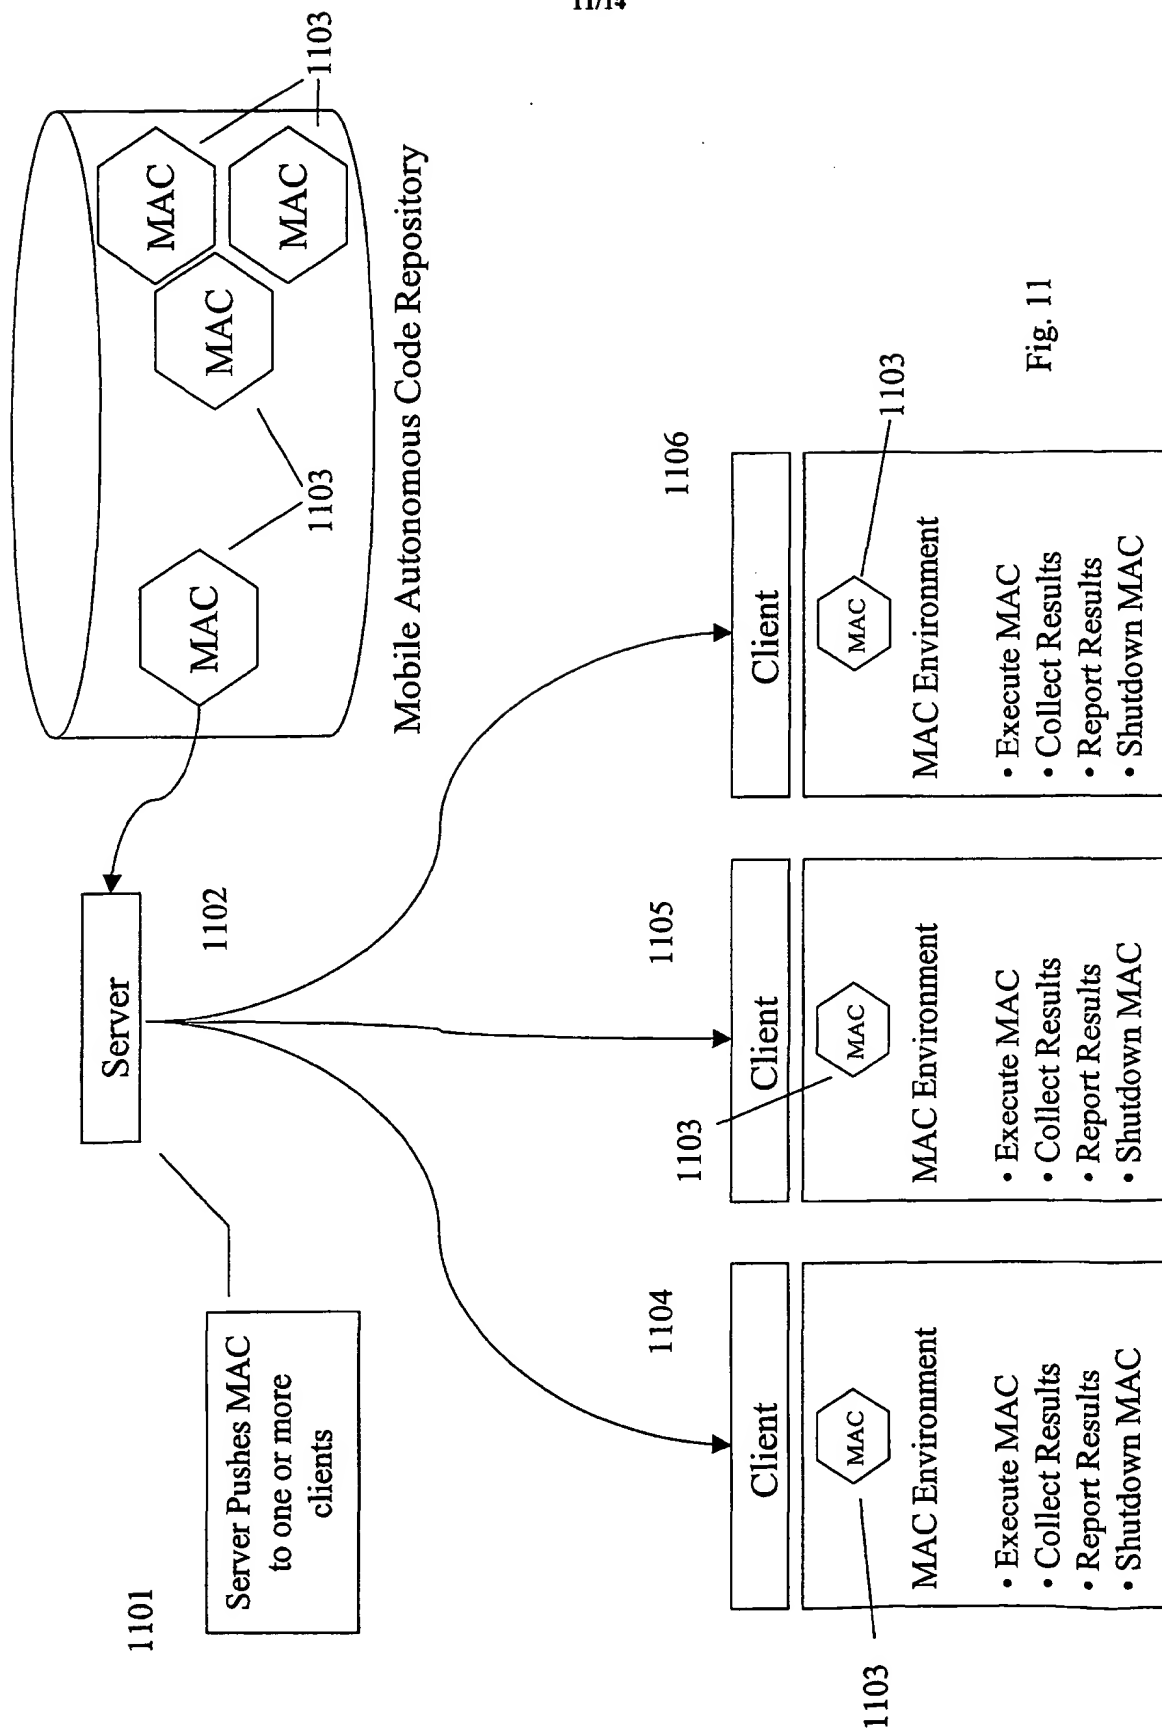 11/14
1101
Server Pushes MAC
to one or more
clients
Server
1102
MAC
MAC
MAC
MAC
1103
1103
Mobile Autonomous Code Repository
1104
Client
MAC
1103
MAC Environment
• Execute MAC
• Collect Results
• Report Results
• Shutdown MAC
1105
Client
MAC
1103
MAC Environment
• Execute MAC
• Collect Results
• Report Results
• Shutdown MAC
1106
Client
MAC
1103
MAC Environment
• Execute MAC
• Collect Results
• Report Results
• Shutdown MAC
Fig. 11